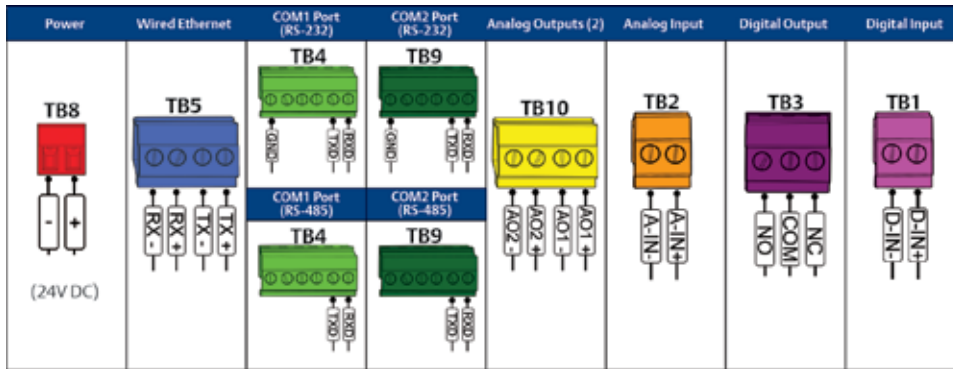 Power
Wired Ethernet
COM1 Port
(RS-232)
COM2 Port
(RS-232)
Analog Outputs (2)
Analog Input
Digital Output
Digital Input
TB8
-
+
(24V DC)
TB5
RX -
RX +
TX -
TX +
TB4
GND
TXD
RXD
TB9
GND
TXD
RXD
COM1 Port
(RS-485)
COM2 Port
(RS-485)
TB4
TXD
RXD
TB9
TXD
RXD
TB10
AO2 -
AO2 +
AO1 -
AO1 +
TB2
A-IN-
A-IN+
TB3
NO
COM
NC
TB1
D-IN-
D-IN+